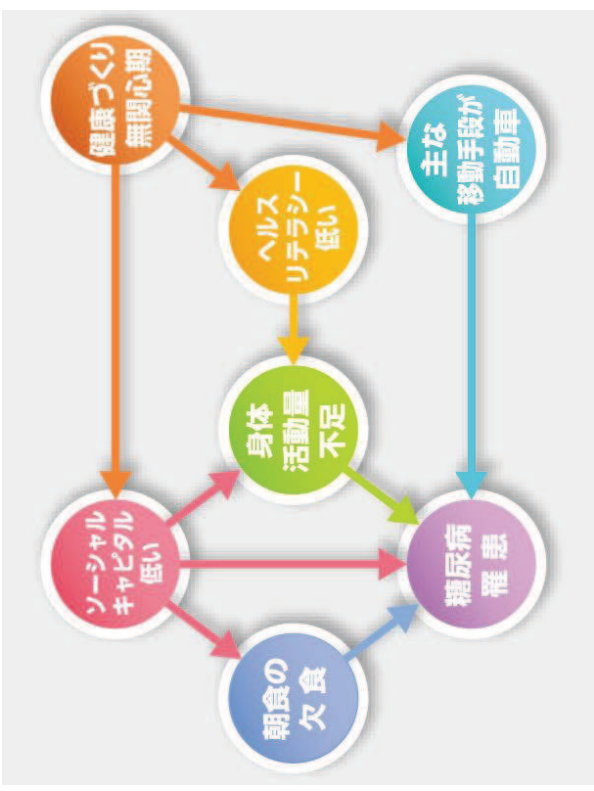 健康づくり
無関心期
ソーシャル
キャピタル
低い
ヘルス
リテラシー
低い
主な
移動手段が
自動車
身体
活動量
不足
朝食の
欠食
糖尿病
罹患